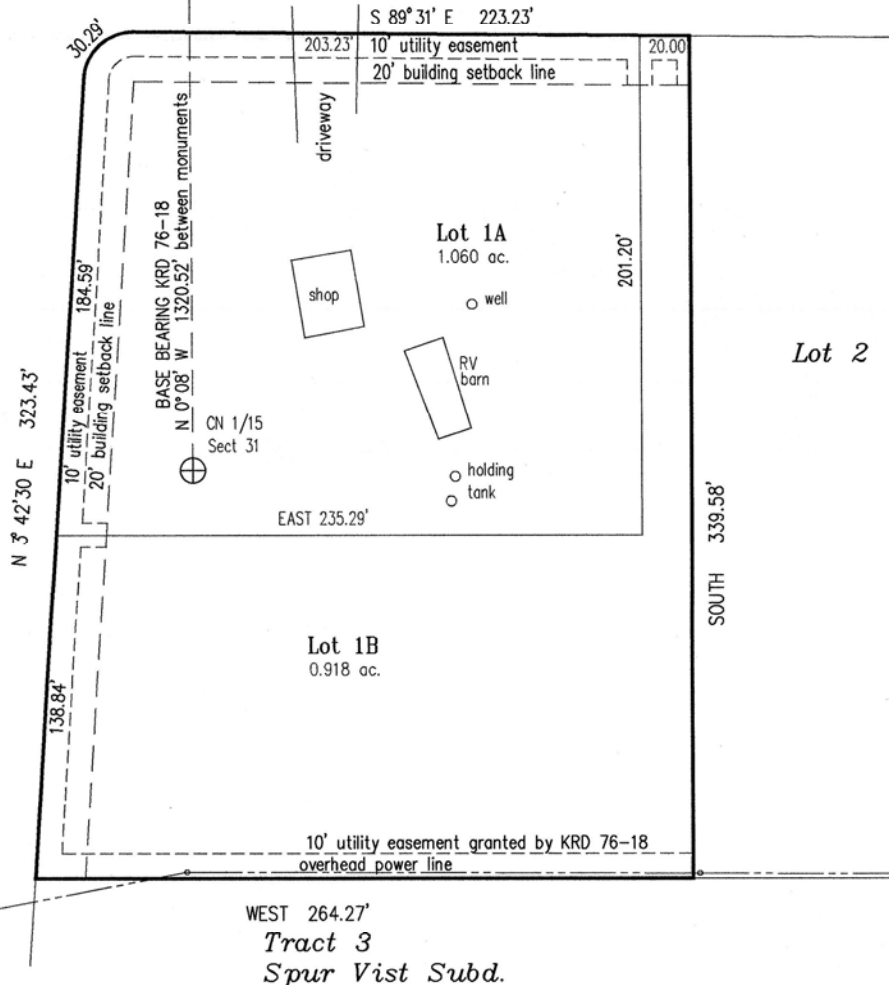 S 89° 31' E 223.23'
30.29'
203.23' 10' utility easement 20.00
20' building setback line
driveway
BASE BEARING KRD 76-18
N 0° 08' W 1320.52' between monuments
Lot 1A
1.060 ac.
shop
well
201.20'
184.59'
10' utility easement
20' building setback line
RV
barn
Lot 2
N 3° 42'30 E 323.43'
CN 1/15
Sect 31
holding
tank
EAST 235.29'
SOUTH 339.58'
Lot 1B
0.918 ac.
138.84'
10' utility easement granted by KRD 76-18
overhead power line
WEST 264.27'
Tract 3
Spur Vist Subd.